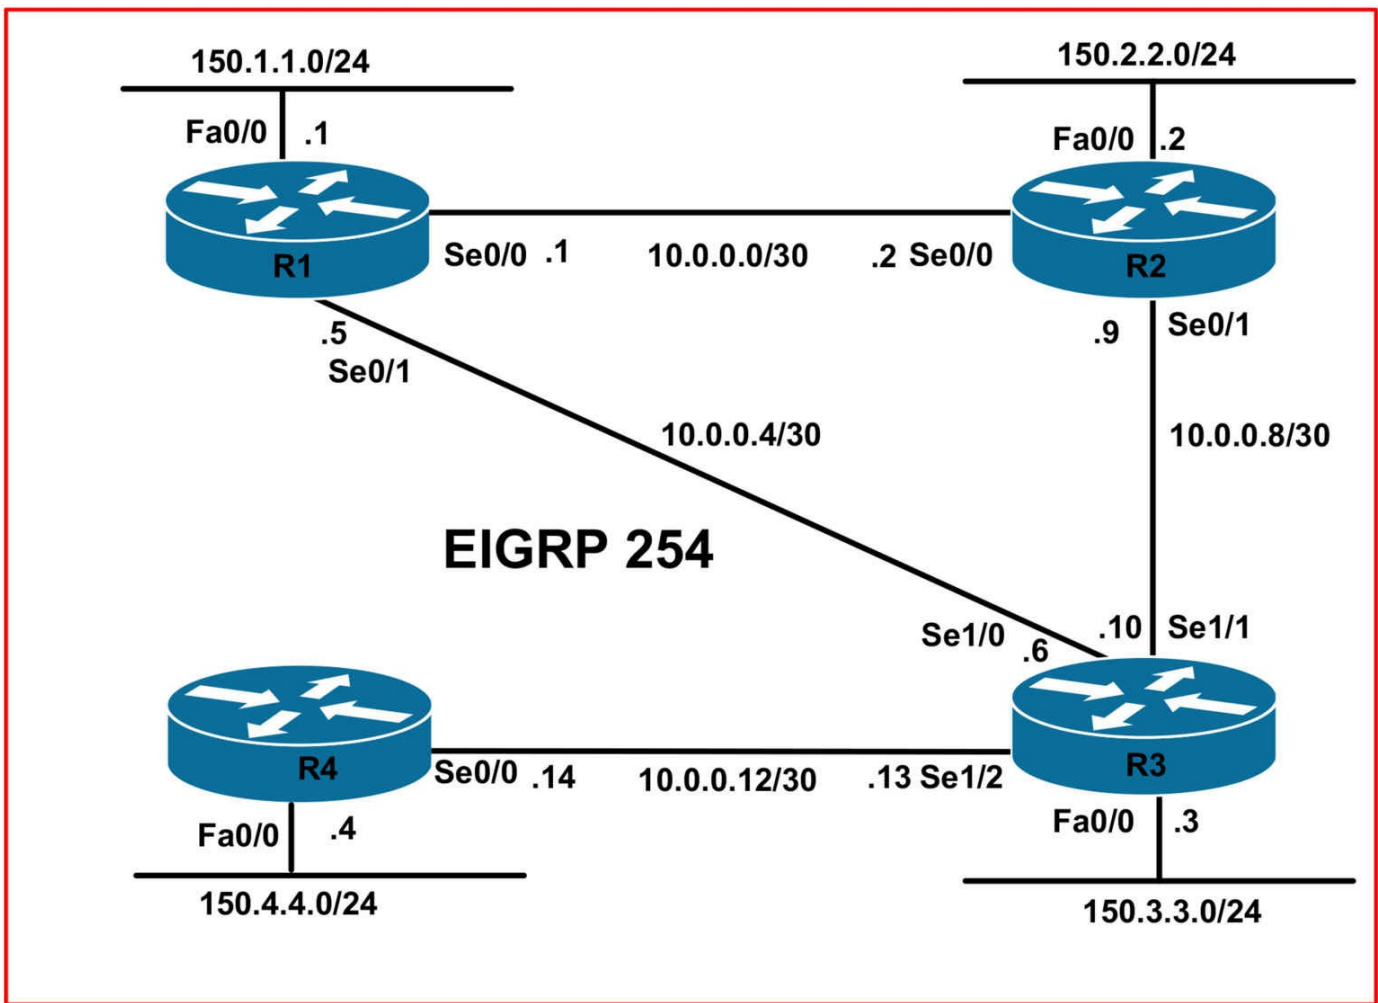 150.1.1.0/24
150.2.2.0/24
Fa0/0 .1
Fa0/0 .2
R1
Se0/0 .1
10.0.0.0/30
.2 Se0/0
R2
.5
Se0/1
.9 Se0/1
10.0.0.4/30
10.0.0.8/30
EIGRP 254
Se1/0 .6
.10 Se1/1
R4
Se0/0 .14
10.0.0.12/30
.13 Se1/2
R3
Fa0/0 .4
Fa0/0 .3
150.4.4.0/24
150.3.3.0/24